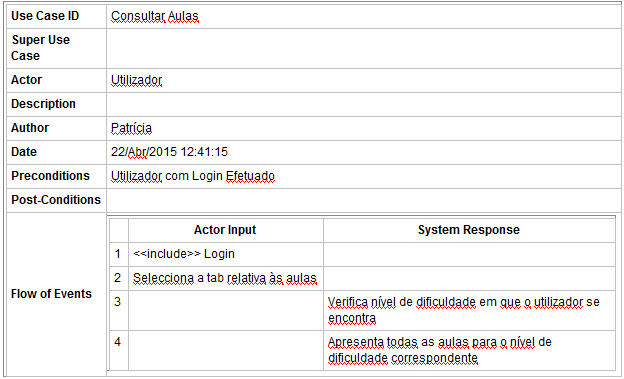 Use Case ID Consultar Aulas
Super Use
Case
Actor Utilizador
Description
Author Patrícia
Date 22/Abr/2015 12:41:15
Preconditions Utilizador com Login Efetuado
Post-Conditions
Flow of Events
Actor Input System Response
1 <<include>> Login
2 Selecciona a tab relativa às aulas
3 Verifica nível de dificuldade em que o utilizador se
encontra
4 Apresenta todas as aulas para o nível de
dificuldade correspondente